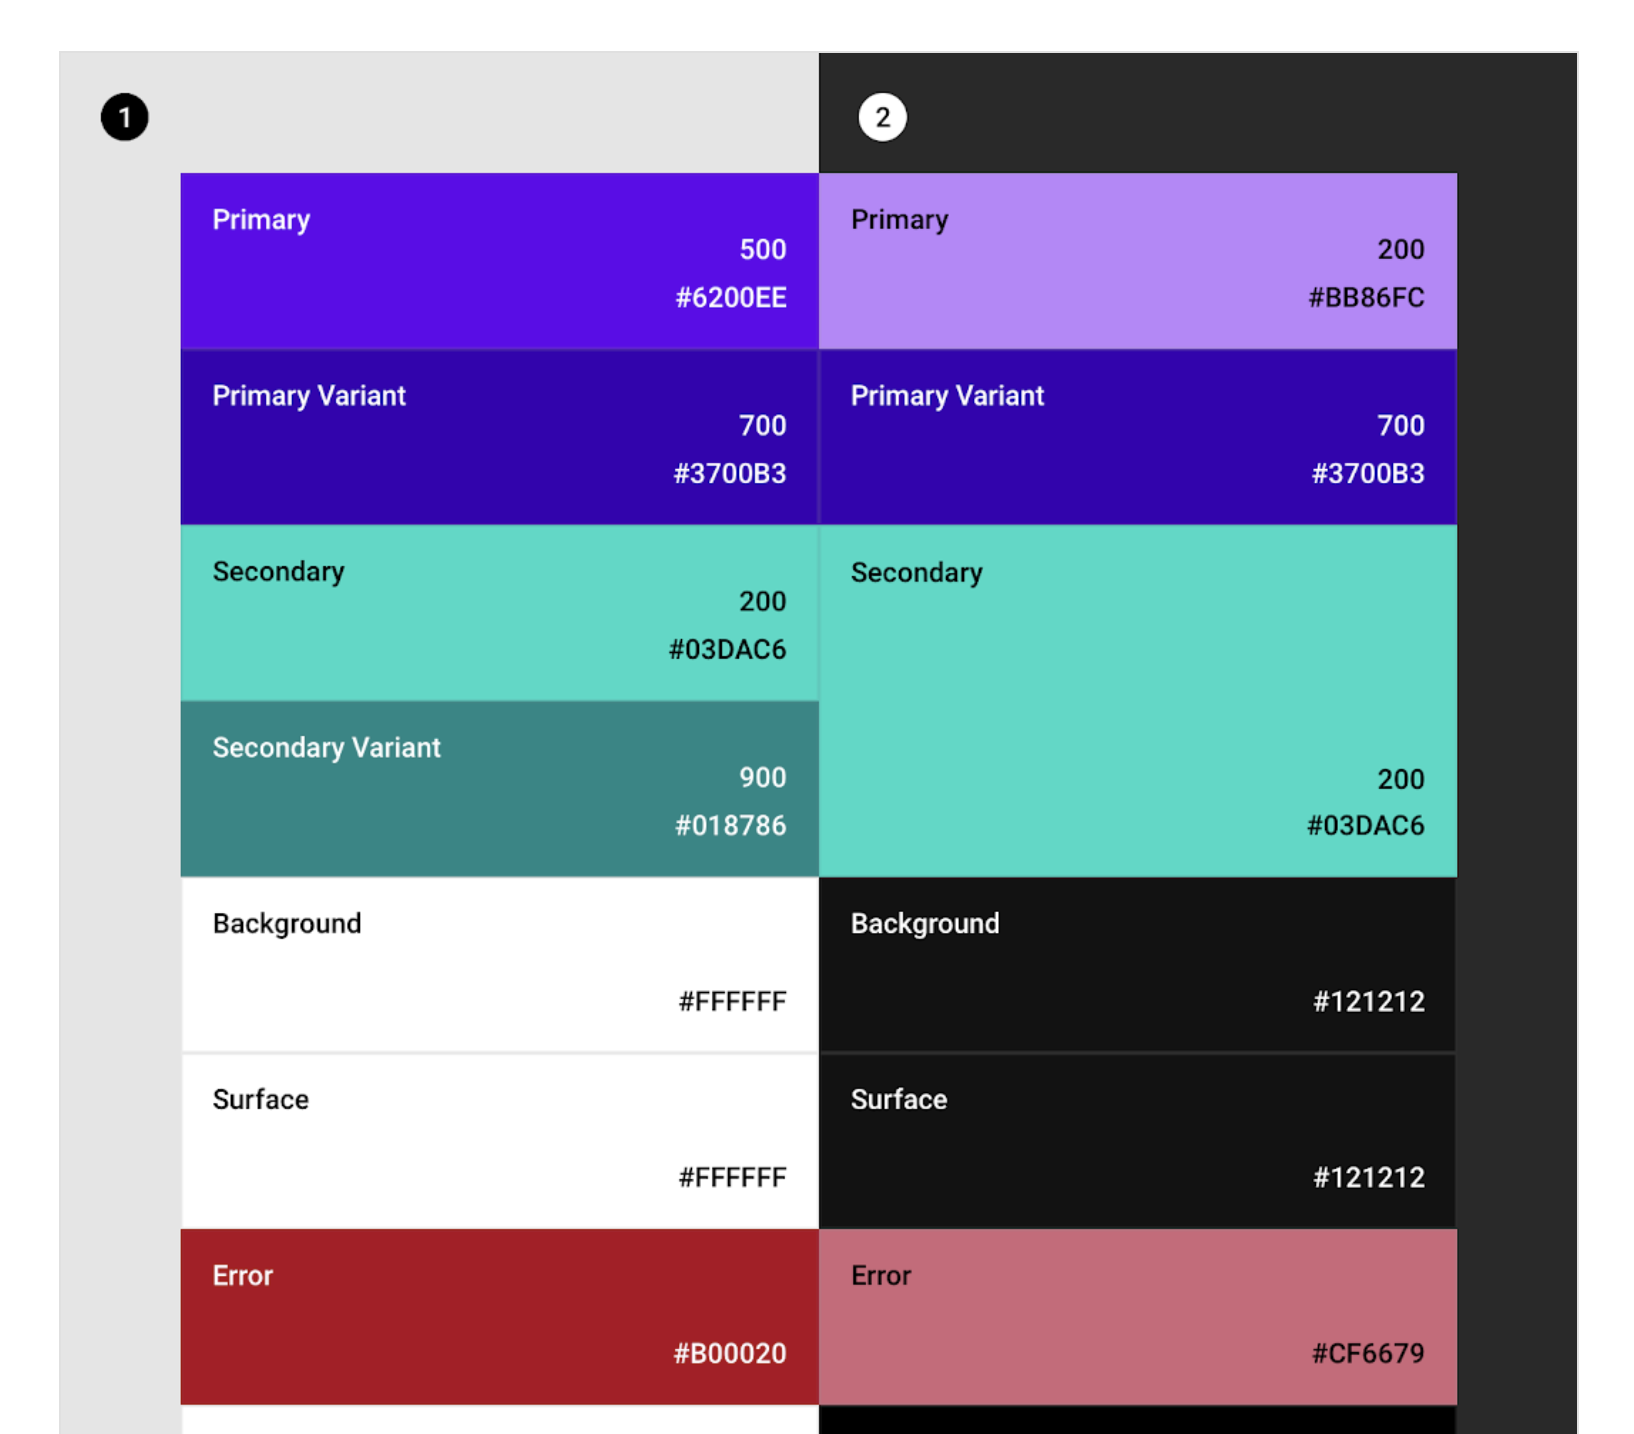 1
Primary
500
#6200EE
Primary Variant
700
#3700B3
Secondary
200
#03DAC6
Secondary Variant
900
#018786
Background
#FFFFFF
Surface
#FFFFFF
Error
#B00020
2
Primary
200
#BB86FC
Primary Variant
700
#3700B3
Secondary
200
#03DAC6
Background
#121212
Surface
#121212
Error
#CF6679